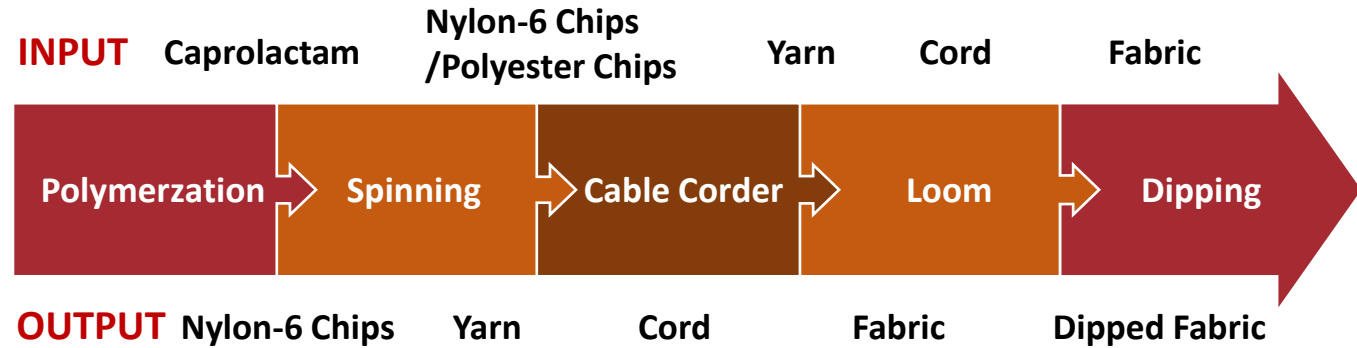 INPUT Caprolactam Nylon-6 Chips
/Polyester Chips Yarn Cord Fabric
Polymerzation Spinning Cable Corder Loom Dipping
OUTPUT Nylon-6 Chips Yarn Cord Fabric Dipped Fabric